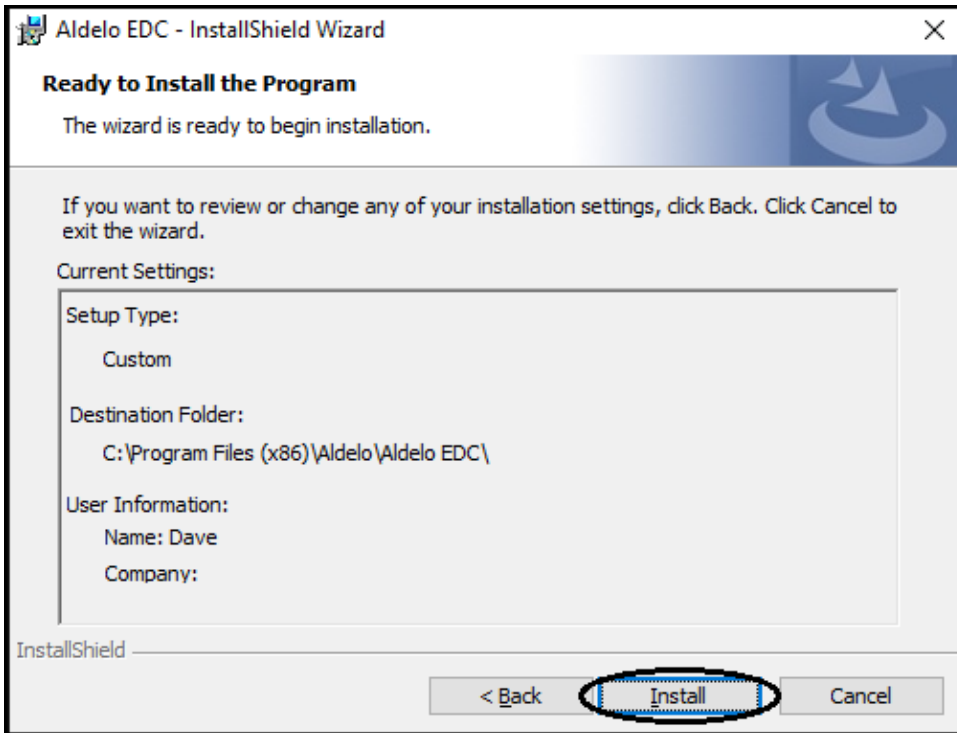 Aldelo EDC - InstallShield Wizard
Ready to Install the Program
The wizard is ready to begin installation.
If you want to review or change any of your installation settings, click Back. Click Cancel to
exit the wizard.
Current Settings:
Setup Type:
Custom
Destination Folder:
C:\Program Files (x86)\Aldelo\Aldelo EDC\
User Information:
Name: Dave
Company:
InstallShield
< Back Install Cancel